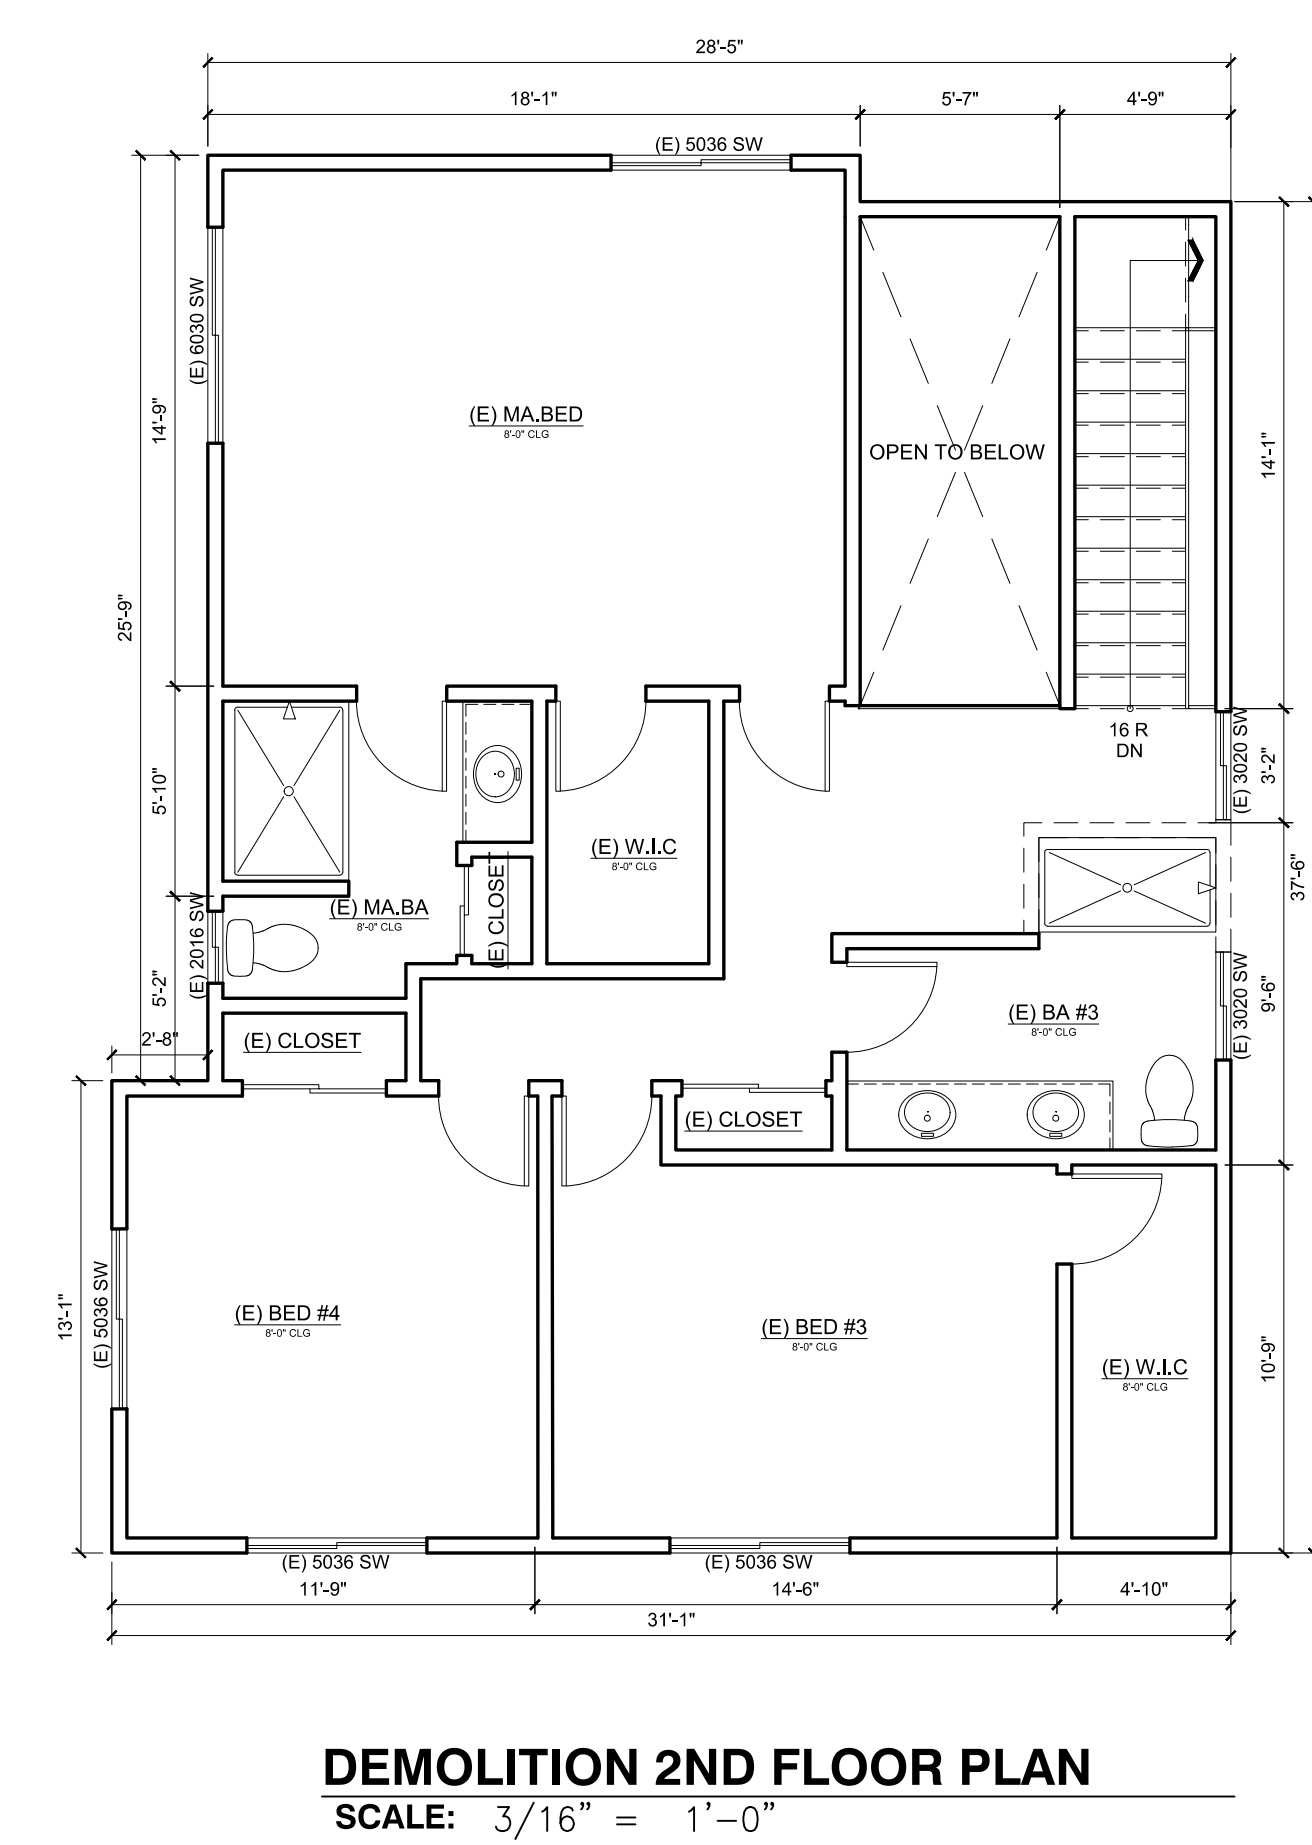 28'-5"
18'-1"
5'-7"
4'-9"
(E) 5036 SW
(E) 6030 SW
14'-9"
(E) MA.BED
8'-0" CLG
OPEN TO BELOW
14'-1"
25'-9"
16 R
DN
(E) 3020 SW
3'-2"
5'-10"
(E) W.I.C
8'-0" CLG
(E) CLOSET
37'-6"
(E) MA.BA
8'-0" CLG
(E) 2016 SW
5'-2"
(E) 3020 SW
9'-6"
(E) BA #3
8'-0" CLG
2'-8"
(E) CLOSET
(E) CLOSET
13'-1"
(E) 5036 SW
(E) BED #4
8'-0" CLG
(E) BED #3
8'-0" CLG
(E) W.I.C
8'-0" CLG
10'-9"
(E) 5036 SW
(E) 5036 SW
11'-9"
14'-6"
4'-10"
31'-1"
DEMOLITION 2ND FLOOR PLAN
SCALE: 3/16" = 1'-0"